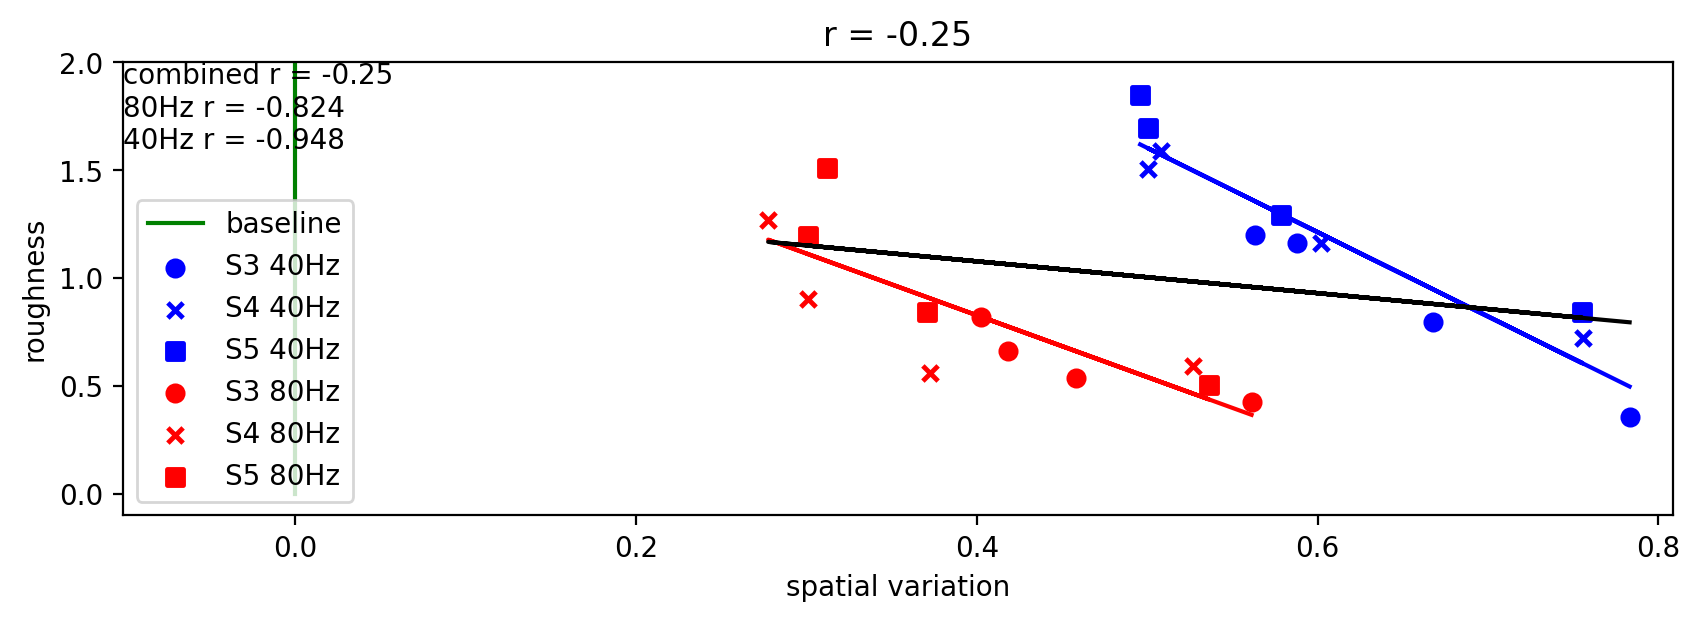 r = -0.25
combined r = -0.25
80Hz r = -0.824
40Hz r = -0.948
2.0
1.5
1.0
0.5
0.0
roughness
baseline
S3 40Hz
S4 40Hz
S5 40Hz
S3 80Hz
S4 80Hz
S5 80Hz
0.0 0.2 0.4 0.6 0.8
spatial variation